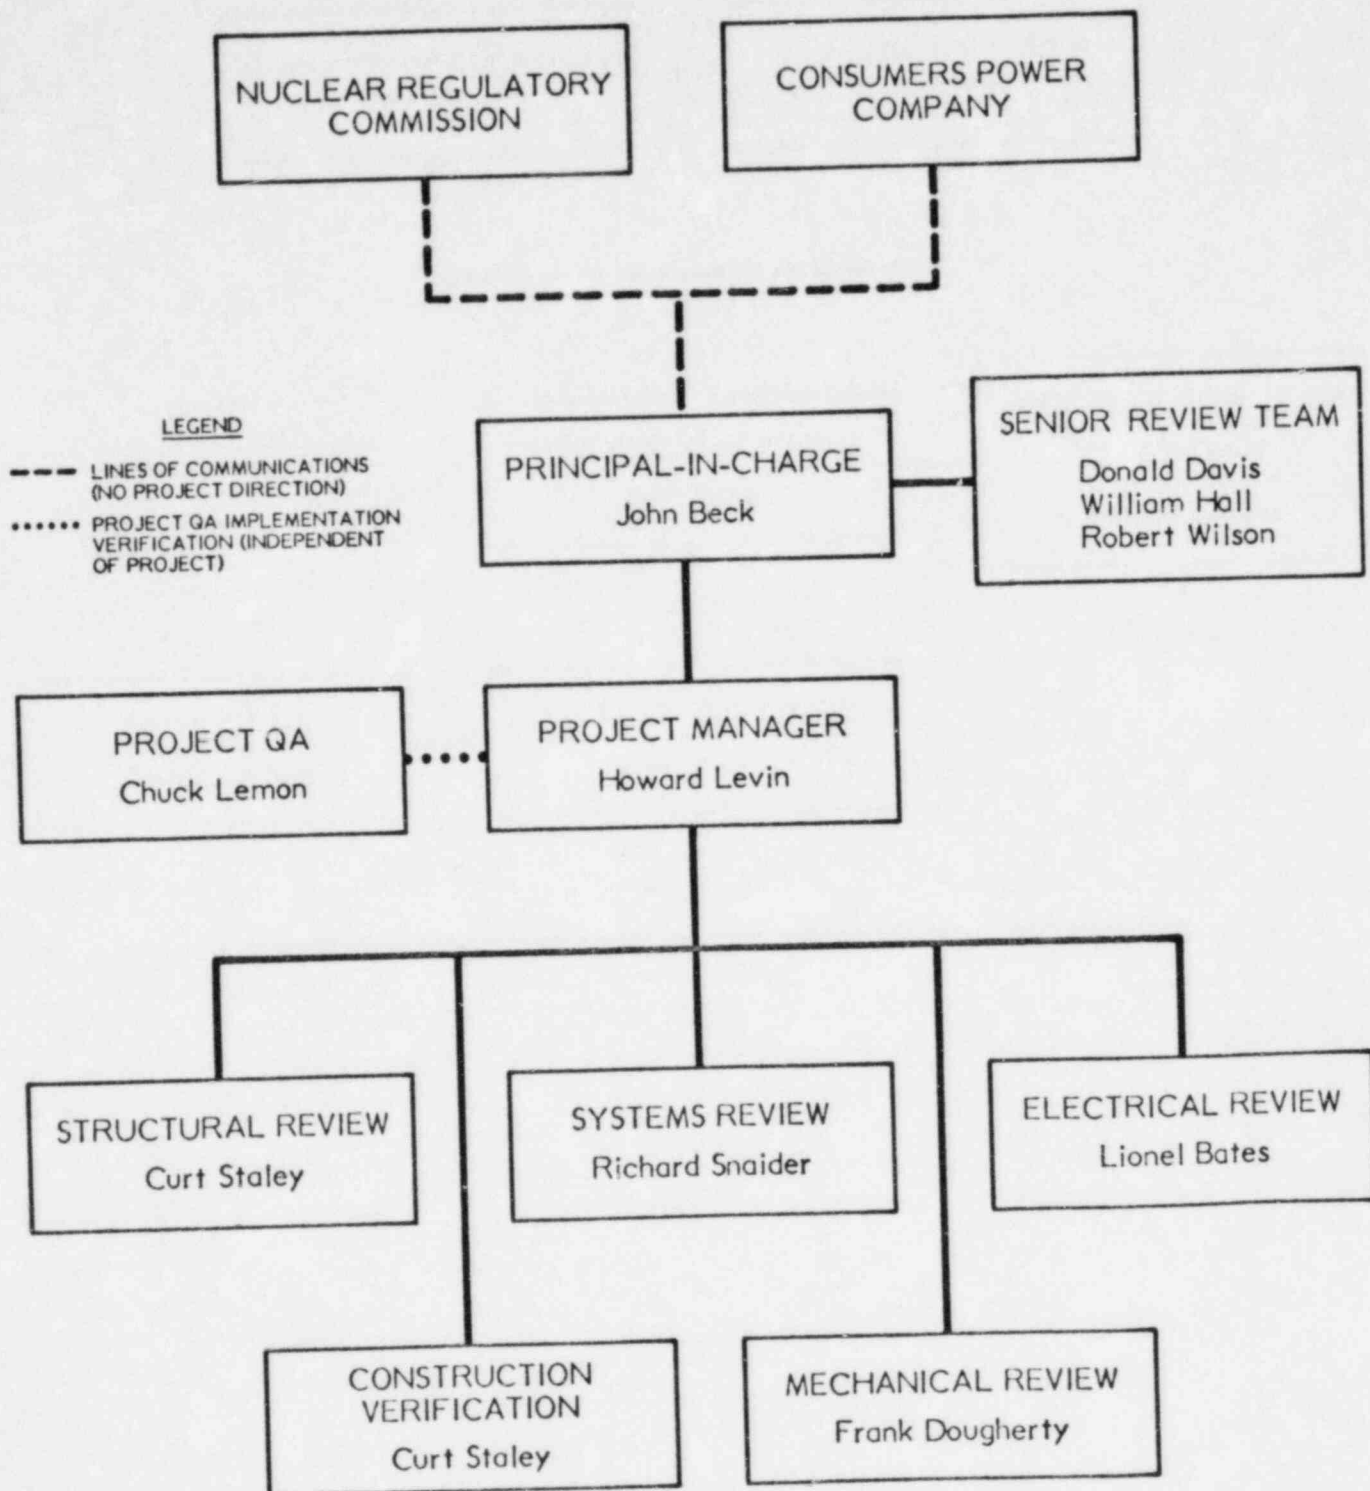 NUCLEAR REGULATORY
COMMISSION
CONSUMERS POWER
COMPANY
LEGEND
LINES OF COMMUNICATIONS
(NO PROJECT DIRECTION)
PROJECT QA IMPLEMENTATION
VERIFICATION (INDEPENDENT
OF PROJECT)
PRINCIPAL-IN-CHARGE
John Beck
SENIOR REVIEW TEAM
Donald Davis
William Hall
Robert Wilson
PROJECT QA
Chuck Lemon
PROJECT MANAGER
Howard Levin
STRUCTURAL REVIEW
Curt Staley
SYSTEMS REVIEW
Richard Snaider
ELECTRICAL REVIEW
Lionel Bates
CONSTRUCTION
VERIFICATION
Curt Staley
MECHANICAL REVIEW
Frank Dougherty